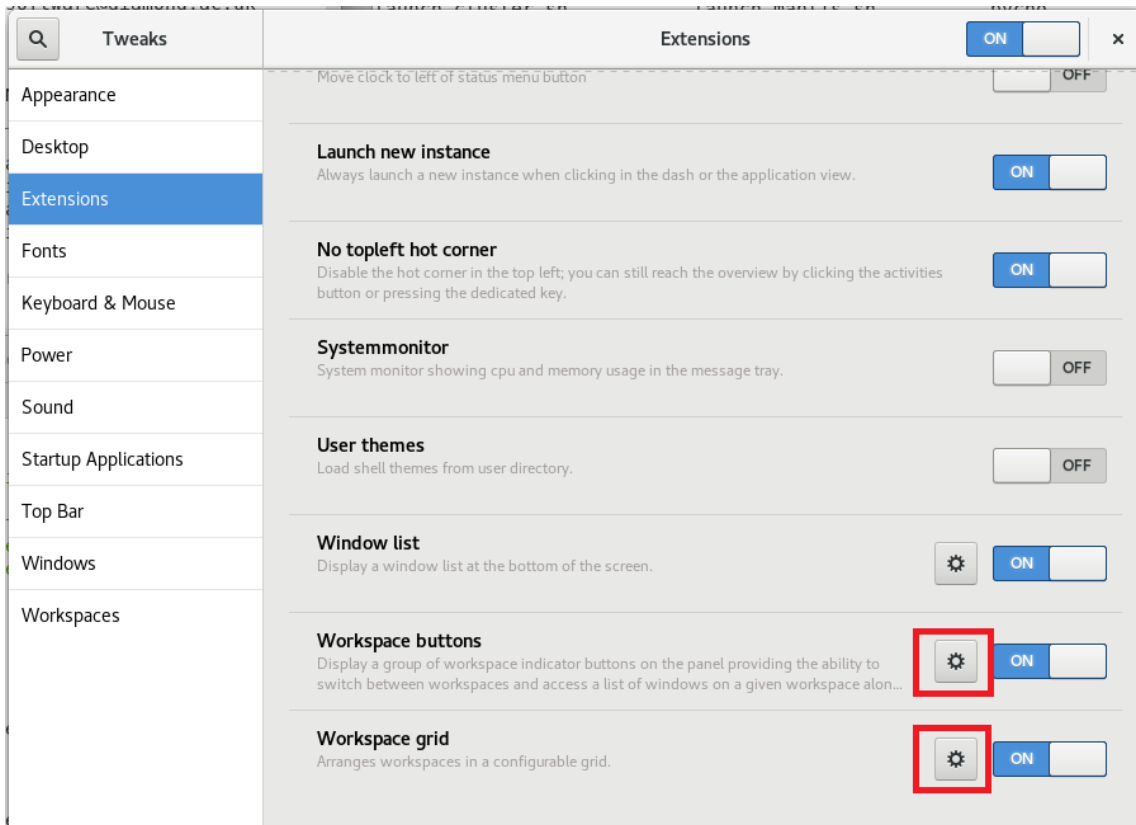 Tweaks
Extensions
ON
Appearance
Desktop
Extensions
Fonts
Keyboard & Mouse
Power
Sound
Startup Applications
Top Bar
Windows
Workspaces
Move clock to left of status menu button
OFF
Launch new instance
Always launch a new instance when clicking in the dash or the application view.
ON
No topleft hot corner
Disable the hot corner in the top left; you can still reach the overview by clicking the activities
button or pressing the dedicated key.
ON
Systemmonitor
System monitor showing cpu and memory usage in the message tray.
OFF
User themes
Load shell themes from user directory.
OFF
Window list
Display a window list at the bottom of the screen.
ON
Workspace buttons
Display a group of workspace indicator buttons on the panel providing the ability to
switch between workspaces and access a list of windows on a given workspace alon...
ON
Workspace grid
Arranges workspaces in a configurable grid.
ON